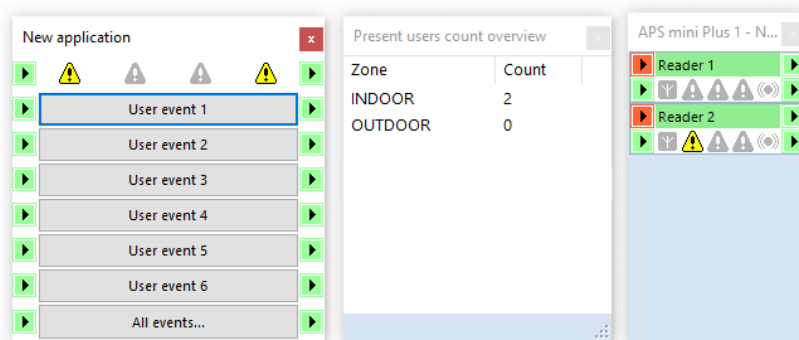 New application
User event 1
User event 2
User event 3
User event 4
User event 5
User event 6
All events...
Present users count overview
Zone Count
INDOOR 2
OUTDOOR 0
APS mini Plus 1 - N...
Reader 1
Reader 2